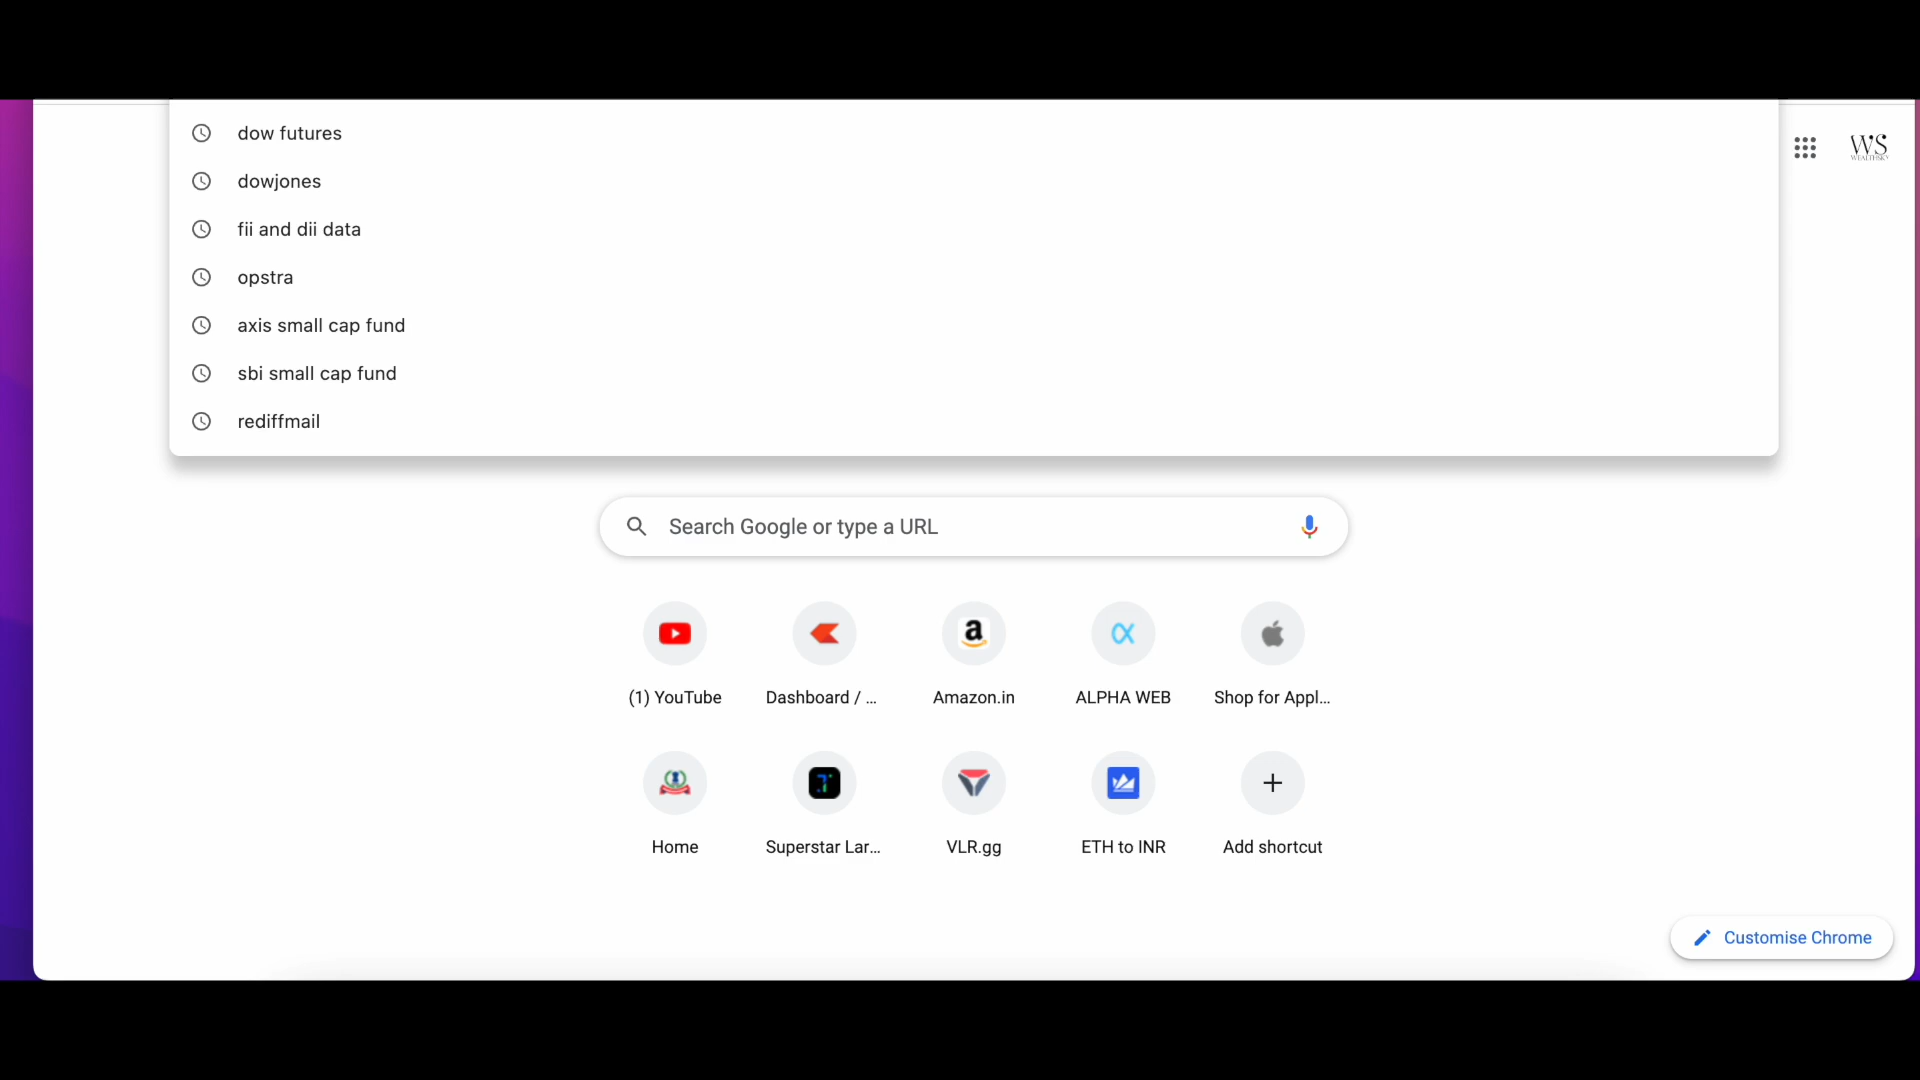 dow futures
dowjones
fii and dii data
opstra
axis small cap fund
sbi small cap fund
rediffmail
WS
WEALTHSKY
Search Google or type a URL
(1) YouTube
Dashboard / ...
Amazon.in
ALPHA WEB
Shop for Appl...
Home
Superstar Lar...
VLR.gg
ETH to INR
Add shortcut
Customise Chrome